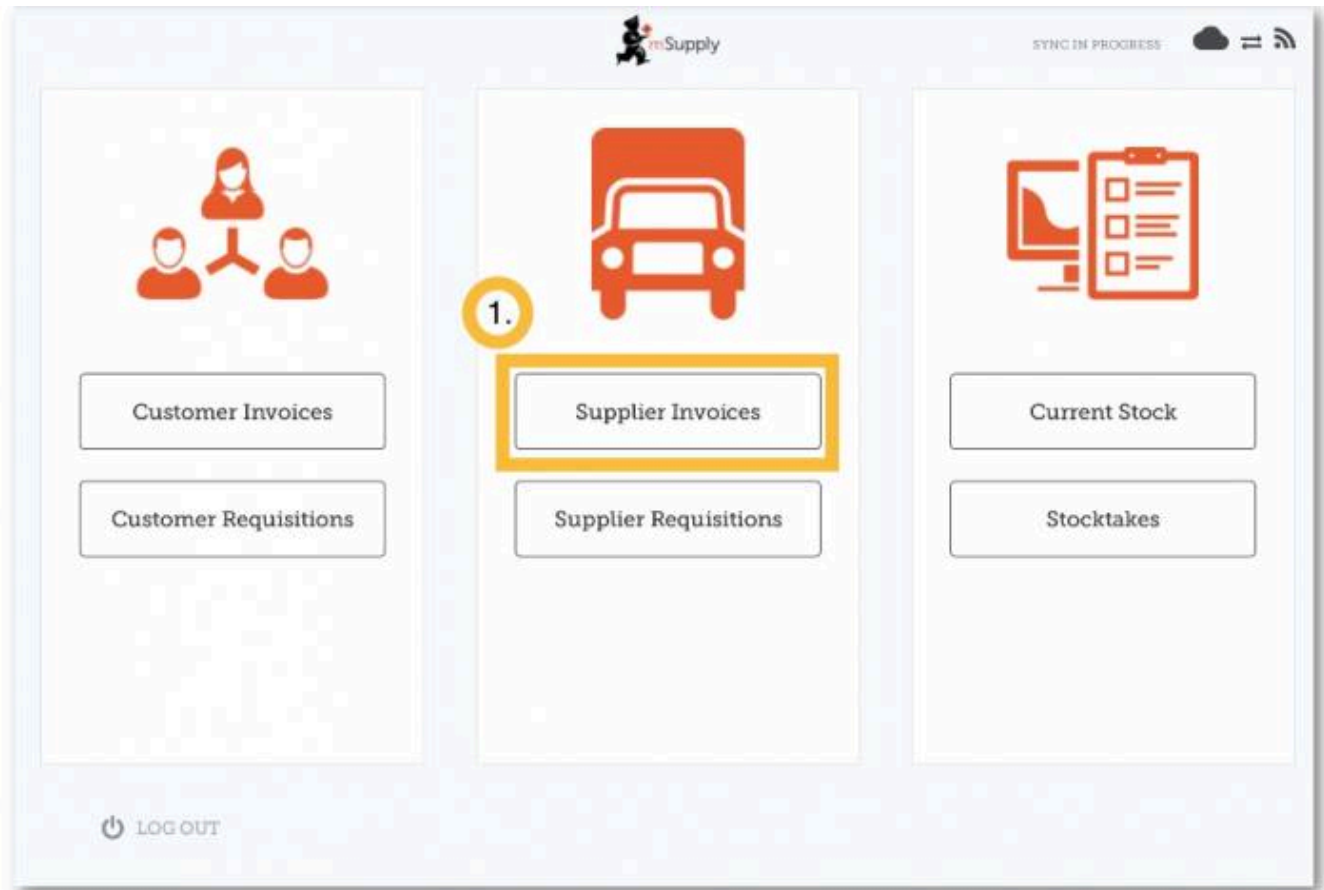 mSupply
SYNC IN PROGRESS
1.
Customer Invoices
Supplier Invoices
Current Stock
Customer Requisitions
Supplier Requisitions
Stocktakes
LOG OUT